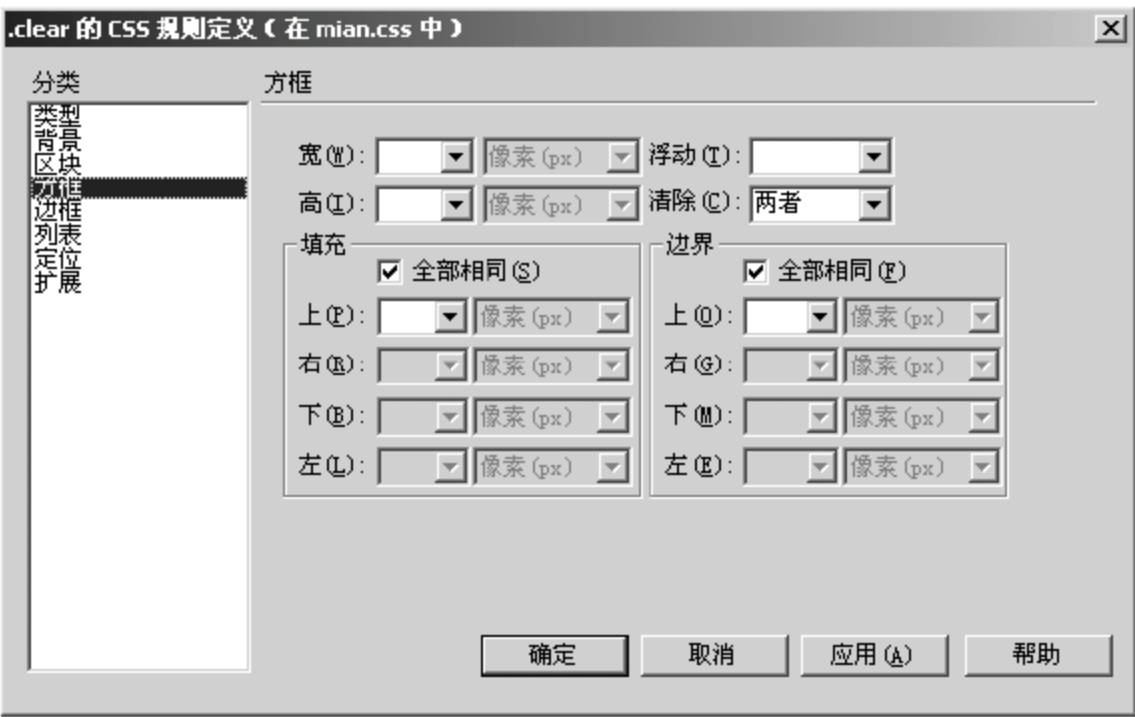 .clear 的 CSS 规则定义（在 mian.css 中）
分类
类型
背景
区块
方框
边框
列表
定位
扩展
方框
宽(W): 像素(px) 浮动(T):
高(I): 像素(px) 清除(C): 两者
填充
全部相同(S)
上(P): 像素(px)
右(R): 像素(px)
下(B): 像素(px)
左(L): 像素(px)
边界
全部相同(F)
上(O): 像素(px)
右(G): 像素(px)
下(M): 像素(px)
左(E): 像素(px)
确定 取消 应用(A) 帮助